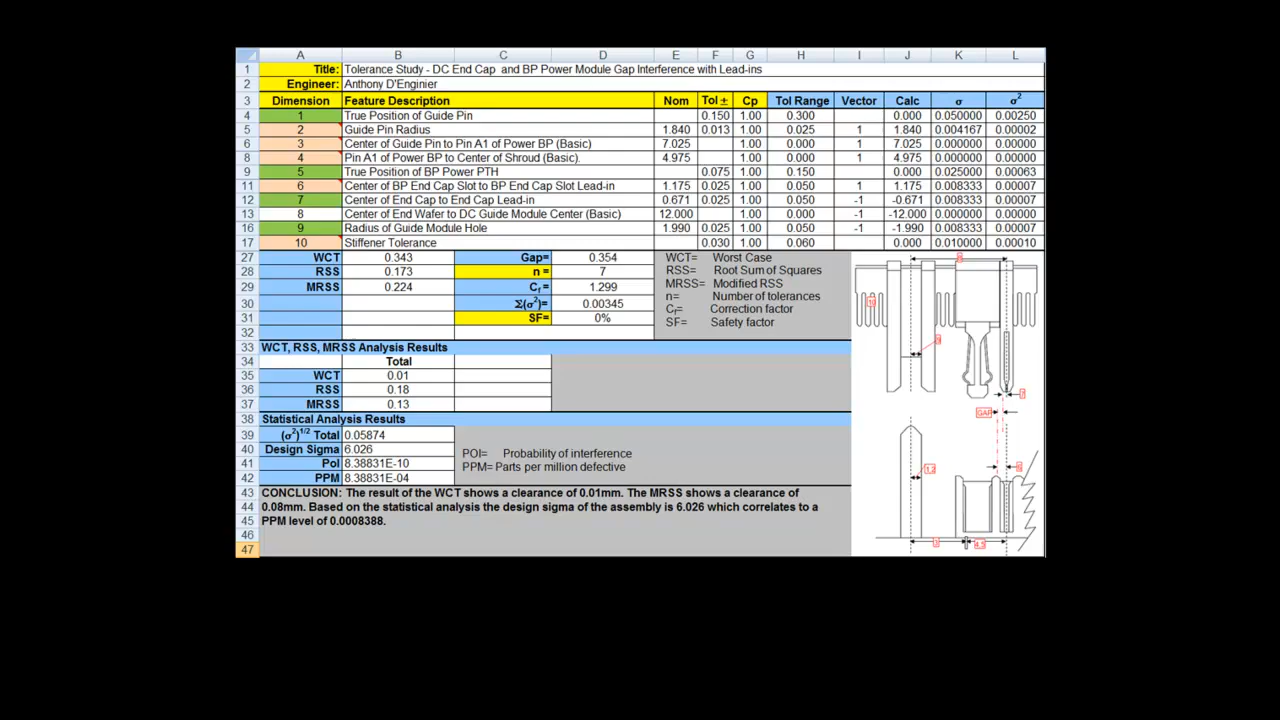 A B C D E F G H I J K L
1 Title: Tolerance Study - DC End Cap and BP Power Module Gap Interference with Lead-ins
2 Engineer: Anthony D'Enginier
3 Dimension Feature Description Nom Tol ± Cp Tol Range Vector Calc σ σ²
4 1 True Position of Guide Pin 0.150 1.00 0.300 0.000 0.050000 0.00250
5 2 Guide Pin Radius 1.840 0.013 1.00 0.025 1 1.840 0.004167 0.00002
6 3 Center of Guide Pin to Pin A1 of Power BP (Basic) 7.025 1.00 0.000 1 7.025 0.000000 0.00000
8 4 Pin A1 of Power BP to Center of Shroud (Basic). 4.975 1.00 0.000 1 4.975 0.000000 0.00000
9 5 True Position of BP Power PTH 0.075 1.00 0.150 0.000 0.025000 0.00063
11 6 Center of BP End Cap Slot to BP End Cap Slot Lead-in 1.175 0.025 1.00 0.050 1 1.175 0.008333 0.00007
12 7 Center of End Cap to End Cap Lead-in 0.671 0.025 1.00 0.050 -1 -0.671 0.008333 0.00007
13 8 Center of End Wafer to DC Guide Module Center (Basic) 12.000 1.00 0.000 -1 -12.000 0.000000 0.00000
16 9 Radius of Guide Module Hole 1.990 0.025 1.00 0.050 -1 -1.990 0.008333 0.00007
17 10 Stiffener Tolerance 0.030 1.00 0.060 0.000 0.010000 0.00010
27 WCT 0.343 Gap= 0.354 WCT= Worst Case
28 RSS 0.173 n = 7 RSS= Root Sum of Squares
29 MRSS 0.224 Cf = 1.299 MRSS= Modified RSS
n= Number of tolerances
30 Σ(σ²)= 0.00345 Cf= Correction factor
31 SF= 0% SF= Safety factor
32
33 WCT, RSS, MRSS Analysis Results
34 Total
35 WCT 0.01
36 RSS 0.18
37 MRSS 0.13
38 Statistical Analysis Results
39 (σ²)1/2 Total 0.05874
40 Design Sigma 6.026 POI= Probability of interference
41 PoI 8.38831E-10 PPM= Parts per million defective
42 PPM 8.38831E-04
43 CONCLUSION: The result of the WCT shows a clearance of 0.01mm. The MRSS shows a clearance of
44 0.08mm. Based on the statistical analysis the design sigma of the assembly is 6.026 which correlates to a
45 PPM level of 0.0008388.
46
47
10
9
7
GAP
1,2
3
4,5